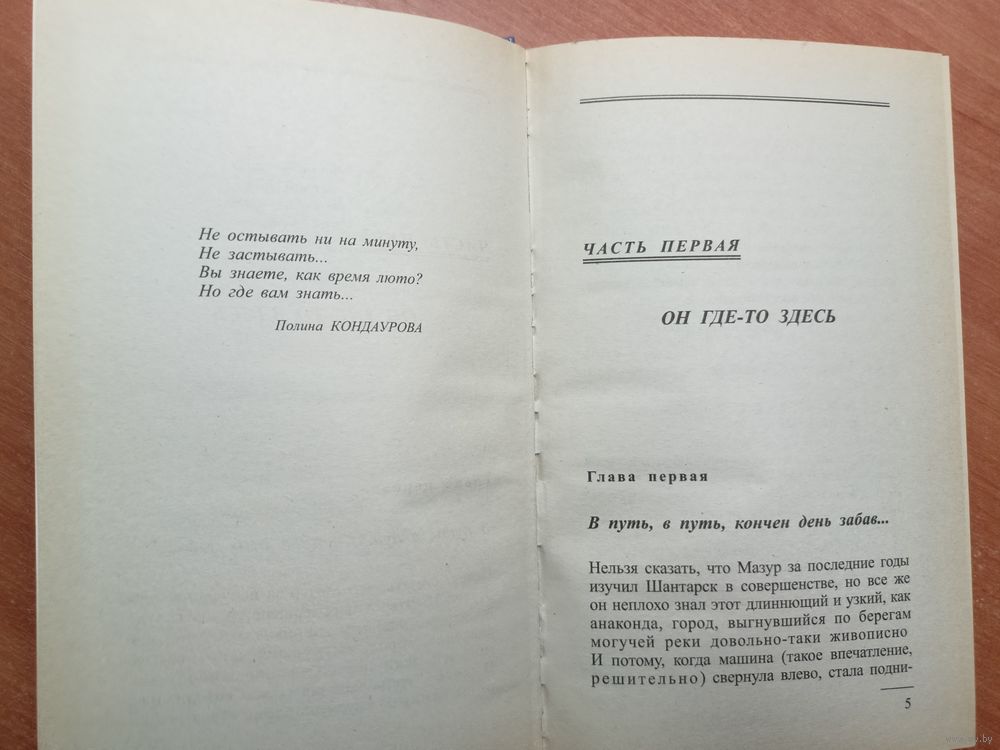 Не остывать ни на минуту,
Не застывать...
Вы знаете, как время люто?
Но где вам знать...
Полина КОНДАУРОВА
ЧАСТЬ ПЕРВАЯ
ОН ГДЕ-ТО ЗДЕСЬ
Глава первая
В путь, в путь, кончен день забав...
Нельзя сказать, что Мазур за последние годы
изучил Шантарск в совершенстве, но все же
он неплохо знал этот длиннющий и узкий, как
анаконда, город, выгнувшийся по берегам
могучей реки довольно-таки живописно
И потому, когда машина (такое впечатление,
решительно) свернула влево, стала подни-
5